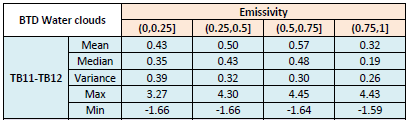 BTD Water clouds Emissivity
(0,0.25] (0.25,0.5] (0.5,0.75] (0.75,1]
TB11-TB12
Mean 0.43 0.50 0.57 0.32
Median 0.35 0.43 0.48 0.19
Variance 0.39 0.32 0.30 0.26
Max 3.27 4.30 4.45 4.43
Min -1.66 -1.66 -1.64 -1.59